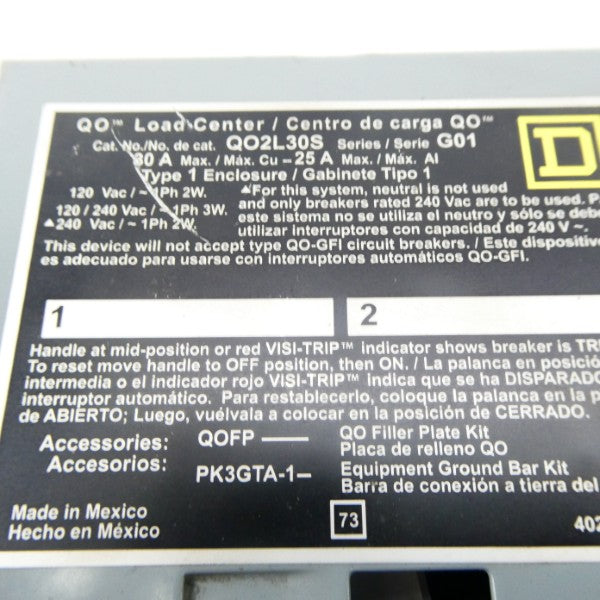 QO™ Load Center / Centro de carga QO™
Cat. No./No. de cat. QO2L30S Series / Serie G01
30 A Max. / Máx. Cu – 25 A Max. / Máx. Al
Type 1 Enclosure / Gabinete Tipo 1
120 Vac / ~ 1Ph 2W.
120 / 240 Vac / ~ 1Ph 3W.
▲240 Vac / ~ 1Ph 2W.
▲For this system, neutral is not used
and only breakers rated 240 Vac are to be used.
este sistema no se utiliza el neutro y sólo se
utilizar interruptores con capacidad de 240 V~.
This device will not accept type QO-GFI circuit breakers. / Este dispositivo
es adecuado para usarse con interruptores automáticos QO-GFI.
D
1
2
Handle at mid-position or red VISI-TRIP™ indicator shows breaker is
To reset move handle to OFF position, then ON. / La palanca en
intermedia o el indicador rojo VISI-TRIP™ indica que se ha DISPARADO
interruptor automático. Para restablecerlo, coloque la palanca en la
de ABIERTO; Luego, vuélvala a colocar en la posición de CERRADO.
Accessories: QOFP — QO Filler Plate Kit
Accesorios: Placa de relleno QO
PK3GTA-1– Equipment Ground Bar Kit
Barra de conexión a tierra del
Made in Mexico
Hecho en México
73
402